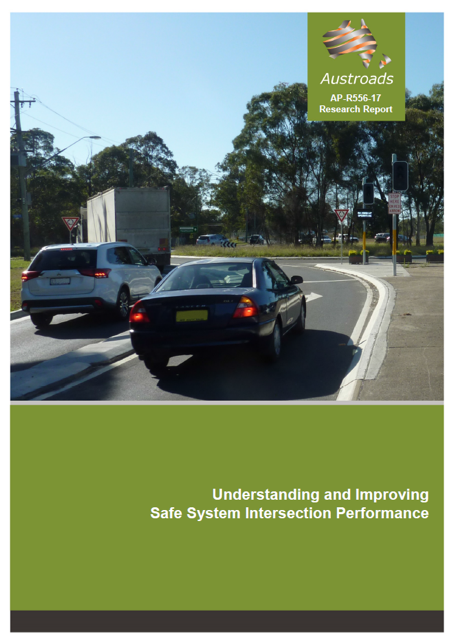 Austroads
AP-R556-17
Research Report
Understanding and Improving
Safe System Intersection Performance